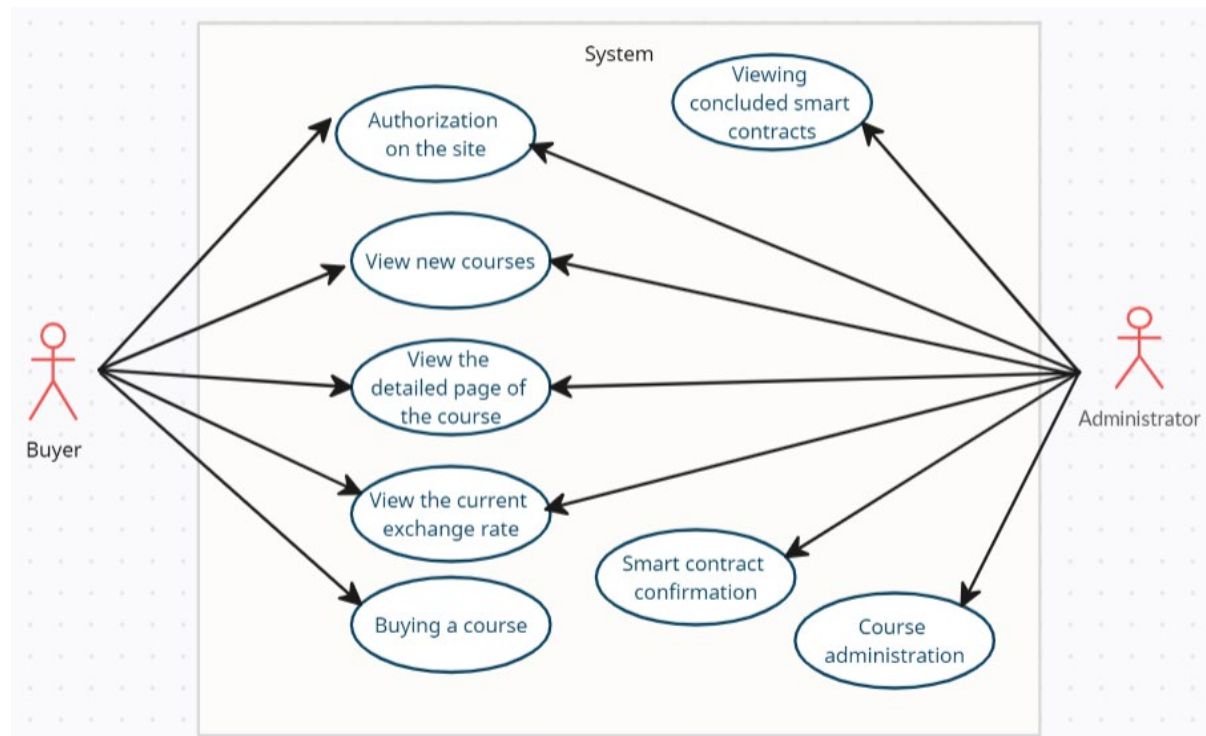 System
Viewing
concluded smart
contracts
Authorization
on the site
View new courses
View the
detailed page of
the course
Buyer
Administrator
View the current
exchange rate
Smart contract
confirmation
Buying a course
Course
administration